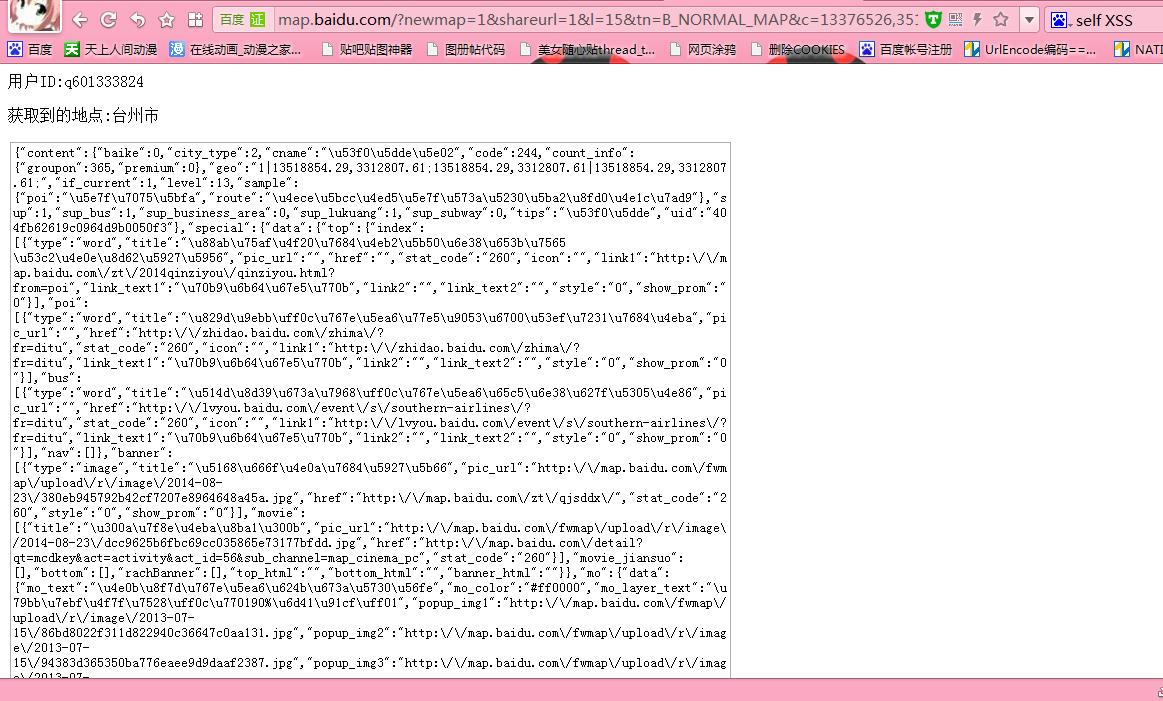 百度 证 map.baidu.com/?newmap=1&shareurl=1&l=15&tn=B_NORMAL_MAP&c=13376526,351 self XSS
百度 天上人间动漫 在线动画_动漫之家... 贴吧贴图神器 图册帖代码 美女随心贴thread_t... 网页涂鸦 删除COOKIES 百度帐号注册 UrlEncode编码==... NATI
用户ID:q601333824
获取到的地点:台州市
{"content":{"baike":0,"city_type":2,"cname":"\u53f0\u5dde\u5e02","code":244,"count_info":
{"groupon":365,"premium":0},"geo":"1|13518854.29,3312807.61;13518854.29,3312807.61|13518854.29,3312807
.61;","if_current":1,"level":13,"sample":
{"poi":"\u5e7f\u7075\u5bfa","route":"\u4ece\u5bcc\u4ed5\u5e7f\u573a\u5230\u5ba2\u8fd0\u4e1c\u7ad9"},"s
up":1,"sup_bus":1,"sup_business_area":0,"sup_lukuang":1,"sup_subway":0,"tips":"\u53f0\u5dde","uid":"40
4fb62619c0964d9b0050f3"},"special":{"data":{"top":{"index":
[{"type":"word","title":"\u88ab\u75af\u4f20\u7684\u4eb2\u5b50\u6e38\u653b\u7565
\u53c2\u4e0e\u8d62\u5927\u5956","pic_url":"","href":"","stat_code":"260","icon":"","link1":"http:\/\/m
ap.baidu.com\/zt\/2014qinziyou\/qinziyou.html?
from=poi","link_text1":"\u70b9\u6b64\u67e5\u770b","link2":"","link_text2":"","style":"0","show_prom":"
0"}],"poi":
[{"type":"word","title":"\u829d\u9ebb\uff0c\u767e\u5ea6\u77e5\u9053\u6700\u53ef\u7231\u7684\u4eba","pi
c_url":"","href":"http:\/\/zhidao.baidu.com\/zhima\/?
fr=ditu","stat_code":"260","icon":"","link1":"http:\/\/zhidao.baidu.com\/zhima\/?
fr=ditu","link_text1":"\u70b9\u6b64\u67e5\u770b","link2":"","link_text2":"","style":"0","show_prom":"0
"}],"bus":
[{"type":"word","title":"\u514d\u8d39\u673a\u7968\uff0c\u767e\u5ea6\u65c5\u6e38\u627f\u5305\u4e86","pi
c_url":"","href":"http:\/\/lvyou.baidu.com\/event\/s\/southern-airlines\/?
fr=ditu","stat_code":"260","icon":"","link1":"http:\/\/lvyou.baidu.com\/event\/s\/southern-airlines\/?
fr=ditu","link_text1":"\u70b9\u6b64\u67e5\u770b","link2":"","link_text2":"","style":"0","show_prom":"0
"}],"nav":[]},"banner":
[{"type":"image","title":"\u5168\u666f\u4e0a\u7684\u5927\u5b66","pic_url":"http:\/\/map.baidu.com\/fwm
ap\/upload\/r\/image\/2014-08-
23\/380eb945792b42cf7207e8964648a45a.jpg","href":"http:\/\/map.baidu.com\/zt\/qjsddx\/","stat_code":"2
60","style":"0","show_prom":"0"}],"movie":
[{"title":"\u300a\u7f8e\u4eba\u8ba1\u300b","pic_url":"http:\/\/map.baidu.com\/fwmap\/upload\/r\/image\
/2014-08-23\/dcc9625b6fbc69cc035865e73177bfdd.jpg","href":"http:\/\/map.baidu.com\/detail?
qt=mcdkey&act=activity&act_id=56&sub_channel=map_cinema_pc","stat_code":"260"}],"movie_jiansuo":
[],"bottom":[],"rachBanner":[],"top_html":"","bottom_html":"","banner_html":""}},"mo":{"data":
{"mo_text":"\u4e0b\u8f7d\u767e\u5ea6\u624b\u673a\u5730\u56fe","mo_color":"#ff0000","mo_layer_text":"\u
79bb\u7ebf\u4f7f\u7528\uff0c\u770190%\u6d41\u91cf\uff01","popup_img1":"http:\/\/map.baidu.com\/fwmap\/
upload\/r\/image\/2013-07-
15\/86bd8022f311d822940c36647c0aa131.jpg","popup_img2":"http:\/\/map.baidu.com\/fwmap\/upload\/r\/imag
e\/2013-07-
15\/94383d365350ba776eaee9d9daaf2387.jpg","popup_img3":"http:\/\/map.baidu.com\/fwmap\/upload\/r\/imag
e\/2013-07-